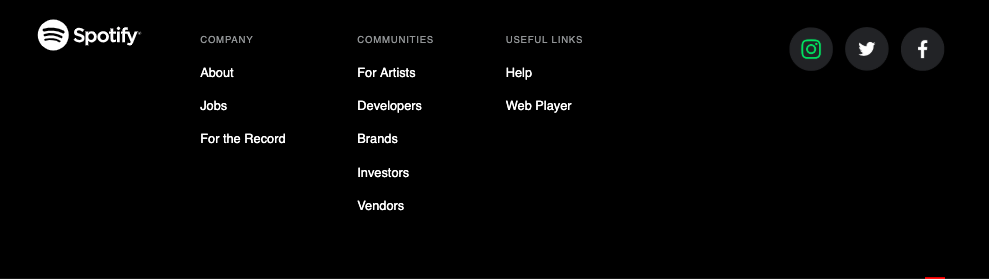 Spotify®
COMPANY
About
Jobs
For the Record
COMMUNITIES
For Artists
Developers
Brands
Investors
Vendors
USEFUL LINKS
Help
Web Player